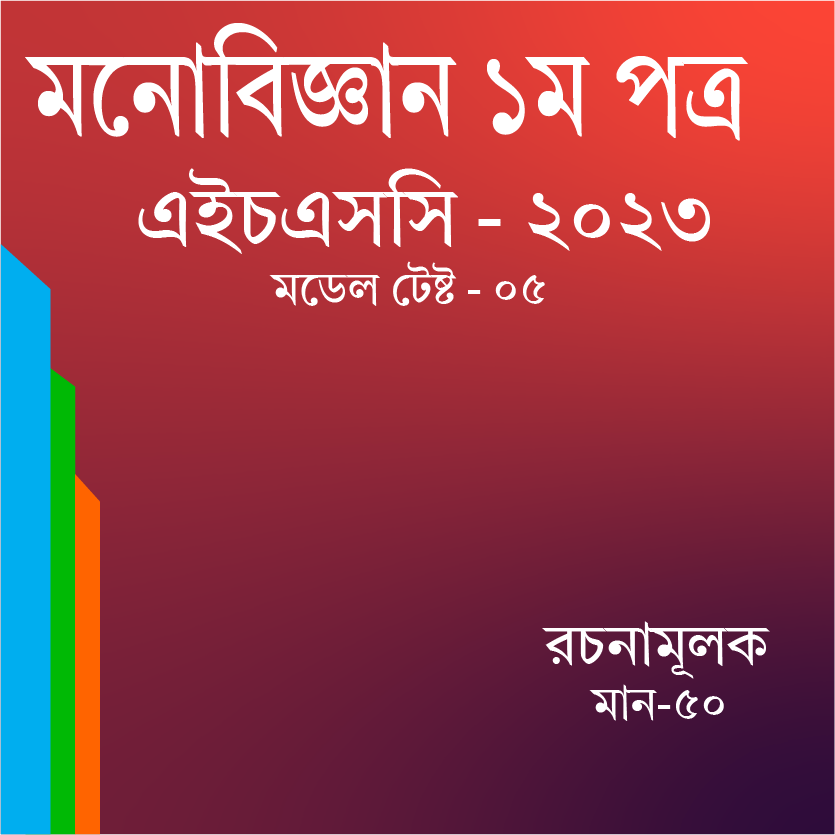 মনোবিজ্ঞান ১ম পত্র
এইচএসসি - ২০২৩
মডেল টেষ্ট - ০৫
রচনামূলক
মান-৫০